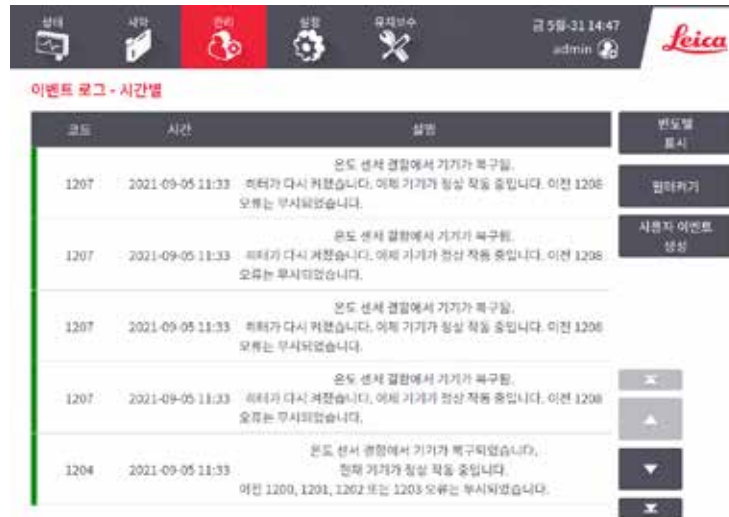 상태
세척
관리
설정
유지보수
금 5월-31 14:47
admin
Leica
이벤트 로그 - 시간별
코드 시간 설명
빈도별
표시
필터켜기
사용자 이벤트
생성
온도 센서 결함에서 기기가 복구됨.
1207 2021-09-05 11:33 히터가 다시 켜졌습니다. 이제 기기가 정상 작동 중입니다. 이전 1208
오류는 무시되었습니다.
온도 센서 결함에서 기기가 복구됨.
1207 2021-09-05 11:33 히터가 다시 켜졌습니다. 이제 기기가 정상 작동 중입니다. 이전 1208
오류는 무시되었습니다.
온도 센서 결함에서 기기가 복구됨.
1207 2021-09-05 11:33 히터가 다시 켜졌습니다. 이제 기기가 정상 작동 중입니다. 이전 1208
오류는 무시되었습니다.
온도 센서 결함에서 기기가 복구됨.
1207 2021-09-05 11:33 히터가 다시 켜졌습니다. 이제 기기가 정상 작동 중입니다. 이전 1208
오류는 무시되었습니다.
온도 센서 결함에서 기기가 복구되었습니다.
1204 2021-09-05 11:33 현재 기기가 정상 작동 중입니다.
이전 1200, 1201, 1202 또는 1203 오류는 무시되었습니다.